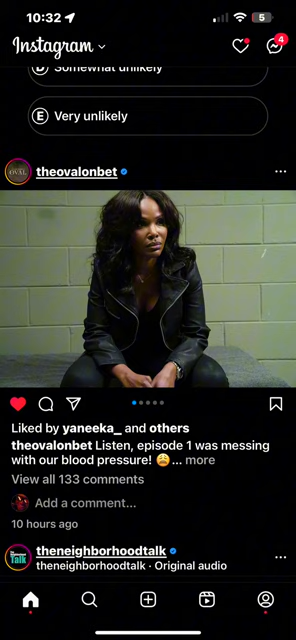 10:32
5
Instagram
4
D Somewhat unlikely
E Very unlikely
OVAL
theovalonbet
Liked by yaneeka_ and others
theovalonbet Listen, episode 1 was messing
with our blood pressure! 😩... more
View all 133 comments
Add a comment...
10 hours ago
Talk
theneighborhoodtalk
theneighborhoodtalk · Original audio